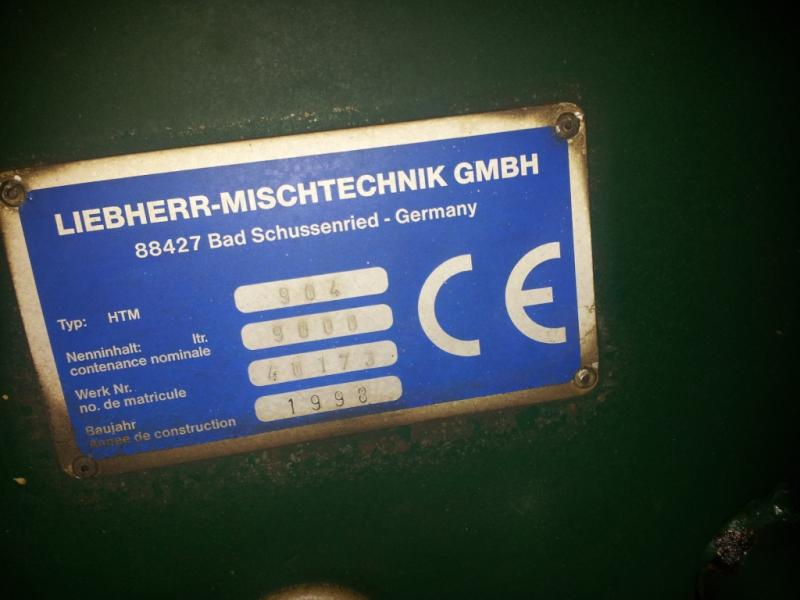 LIEBHERR-MISCHTECHNIK GMBH
88427 Bad Schussenried - Germany
Typ: HTM 904
Nenninhalt: ltr. 9000
contenance nominale
Werk Nr.
no. de matricule
Baujahr 1998
Annee de construction
CE